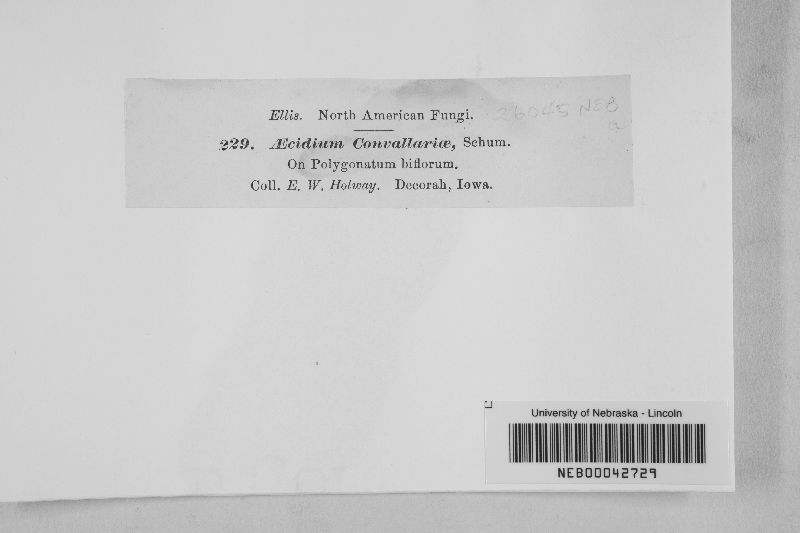 Ellis. North American Fungi. 26045 NEB
a
229. Æcidium Convallariæ, Schum.
On Polygonatum biflorum.
Coll. E. W. Holway. Decorah, Iowa.
University of Nebraska - Lincoln
NEB00042729